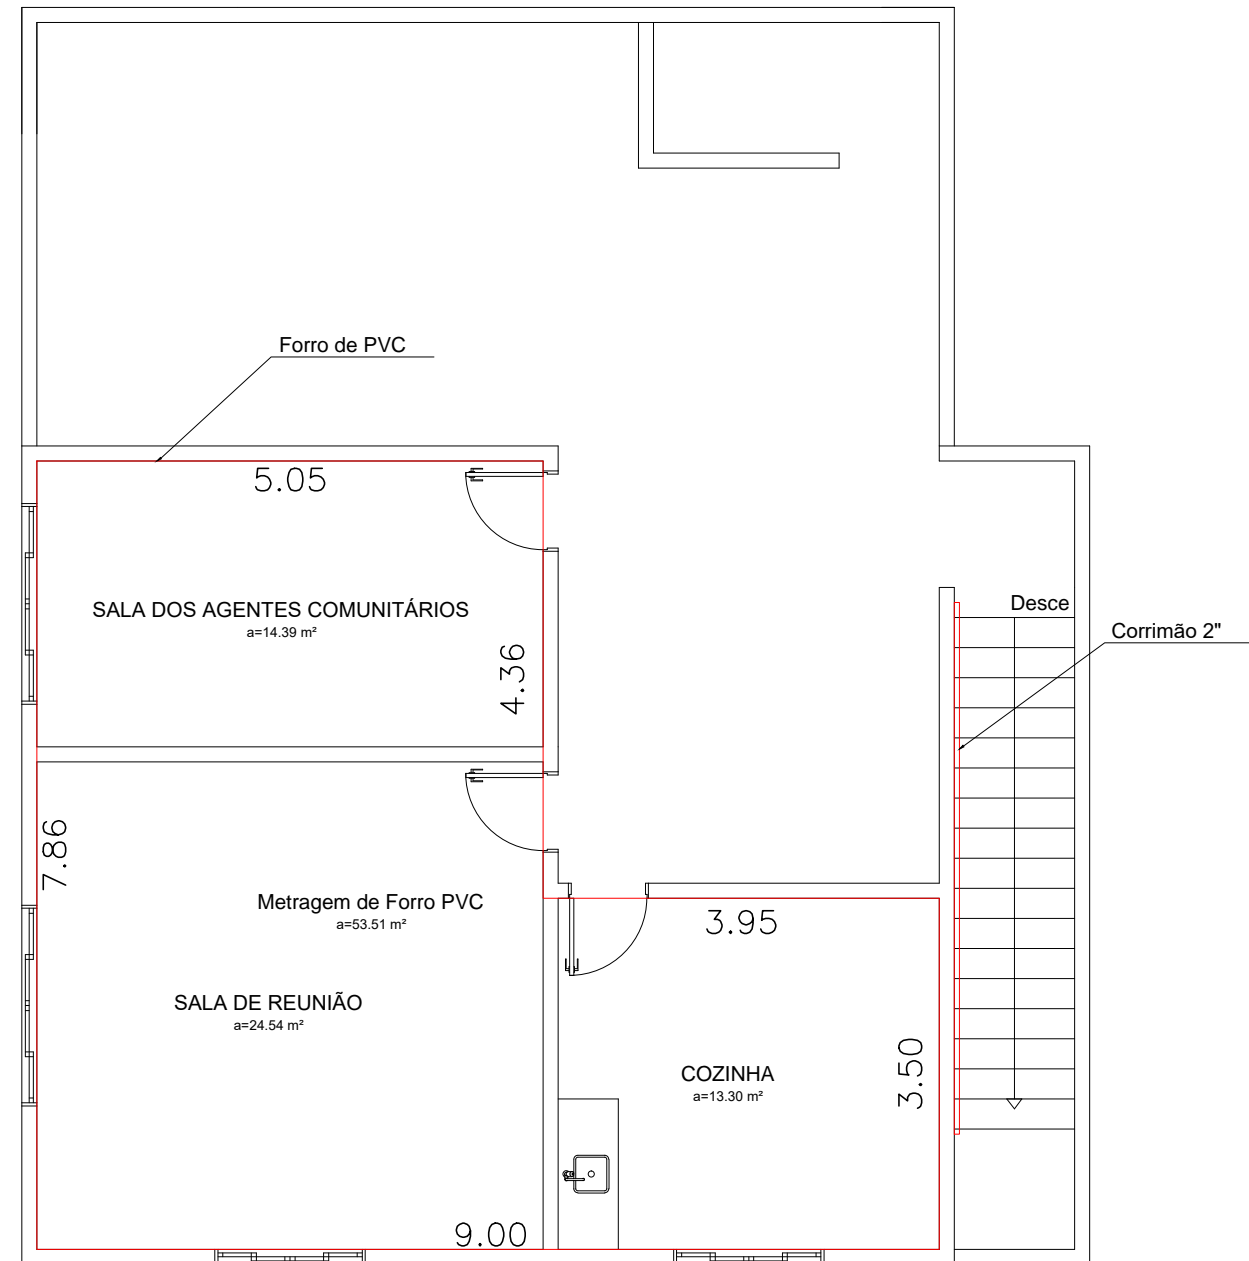 Forro de PVC
5.05
SALA DOS AGENTES COMUNITÁRIOS
a=14.39 m²
4.36
Desce
Corrimão 2"
7.86
Metragem de Forro PVC
a=53.51 m²
3.95
SALA DE REUNIÃO
a=24.54 m²
COZINHA
a=13.30 m²
3.50
9.00